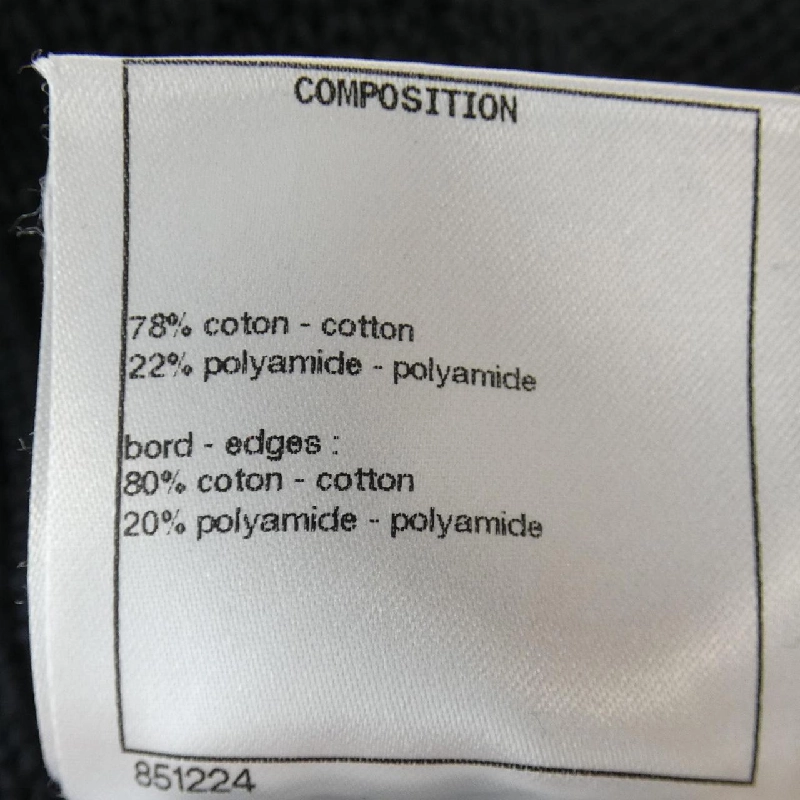 COMPOSITION
78% coton - cotton
22% polyamide - polyamide
bord - edges :
80% coton - cotton
20% polyamide - polyamide
851224